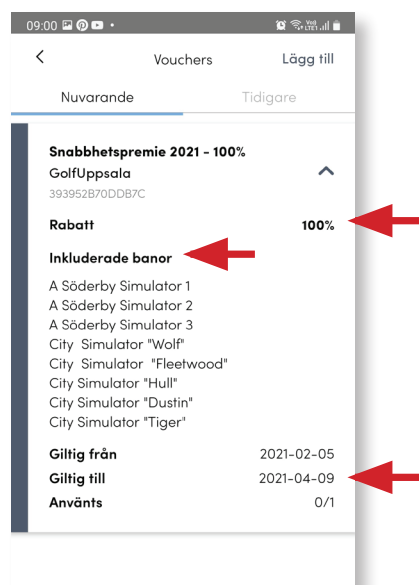 09:00
Vo)) LTE1
Vouchers Lägg till
Nuvarande Tidigare
Snabbhetspremie 2021 - 100%
GolfUppsala
393952B70DDB7C
Rabatt 100%
Inkluderade banor
A Söderby Simulator 1
A Söderby Simulator 2
A Söderby Simulator 3
City Simulator "Wolf"
City Simulator "Fleetwood"
City Simulator "Hull"
City Simulator "Dustin"
City Simulator "Tiger"
Giltig från 2021-02-05
Giltig till 2021-04-09
Använts 0/1